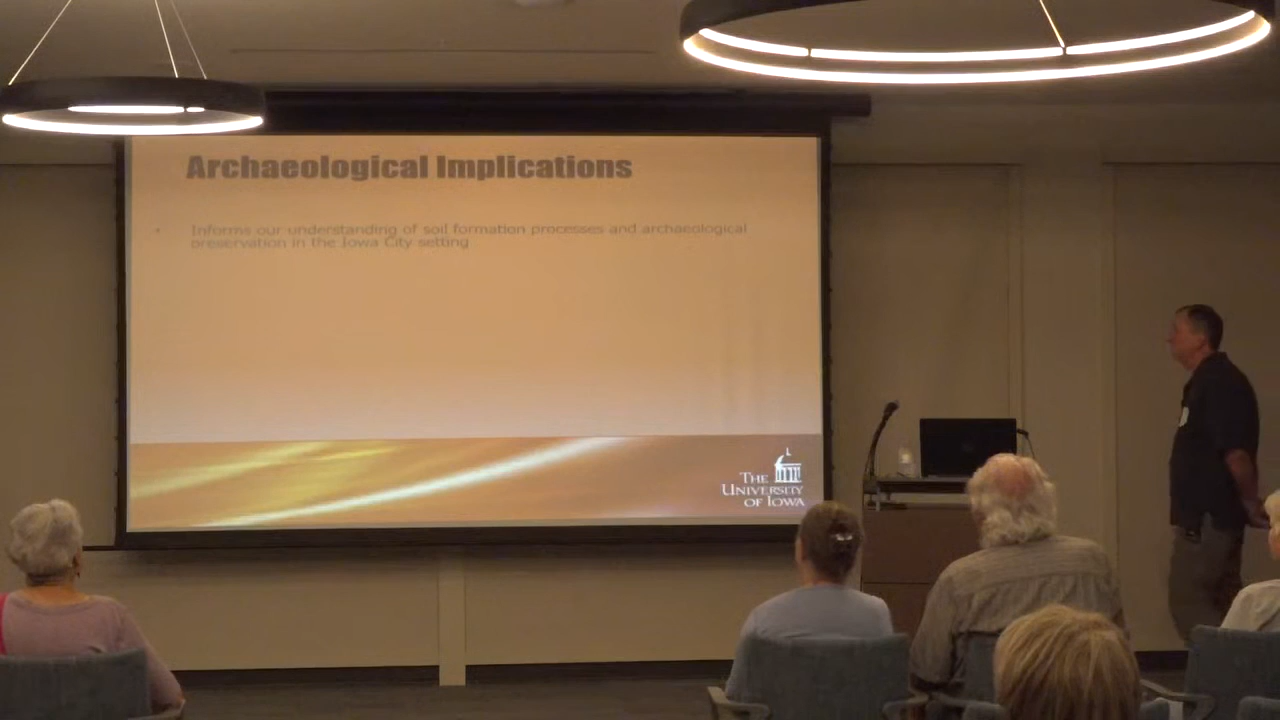 Archaeological Implications
• Informs our understanding of soil formation processes and archaeological
preservation in the Iowa City setting
THE
UNIVERSITY
OF IOWA